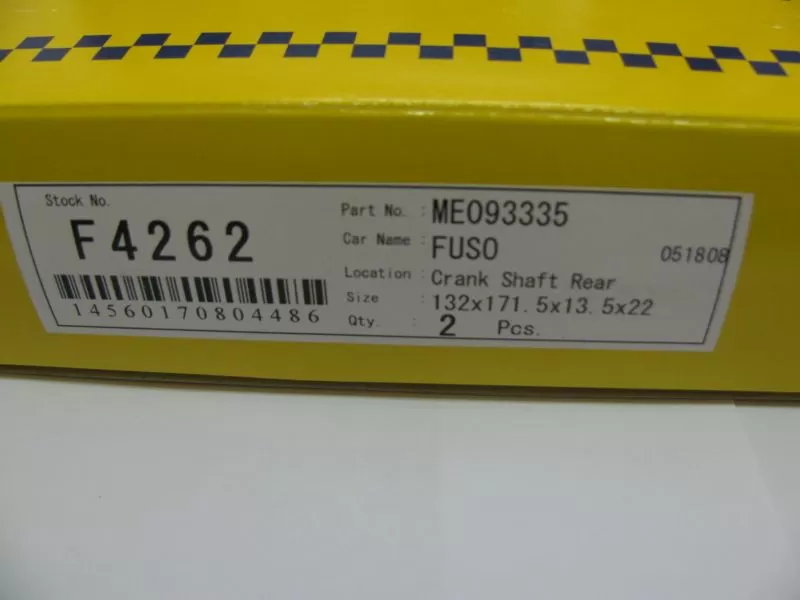 Stock No.
F4262
14560170804486
Part No. : ME093335
Car Name : FUSO
051808
Location : Crank Shaft Rear
Size : 132x171.5x13.5x22
Qty. : 2 Pcs.